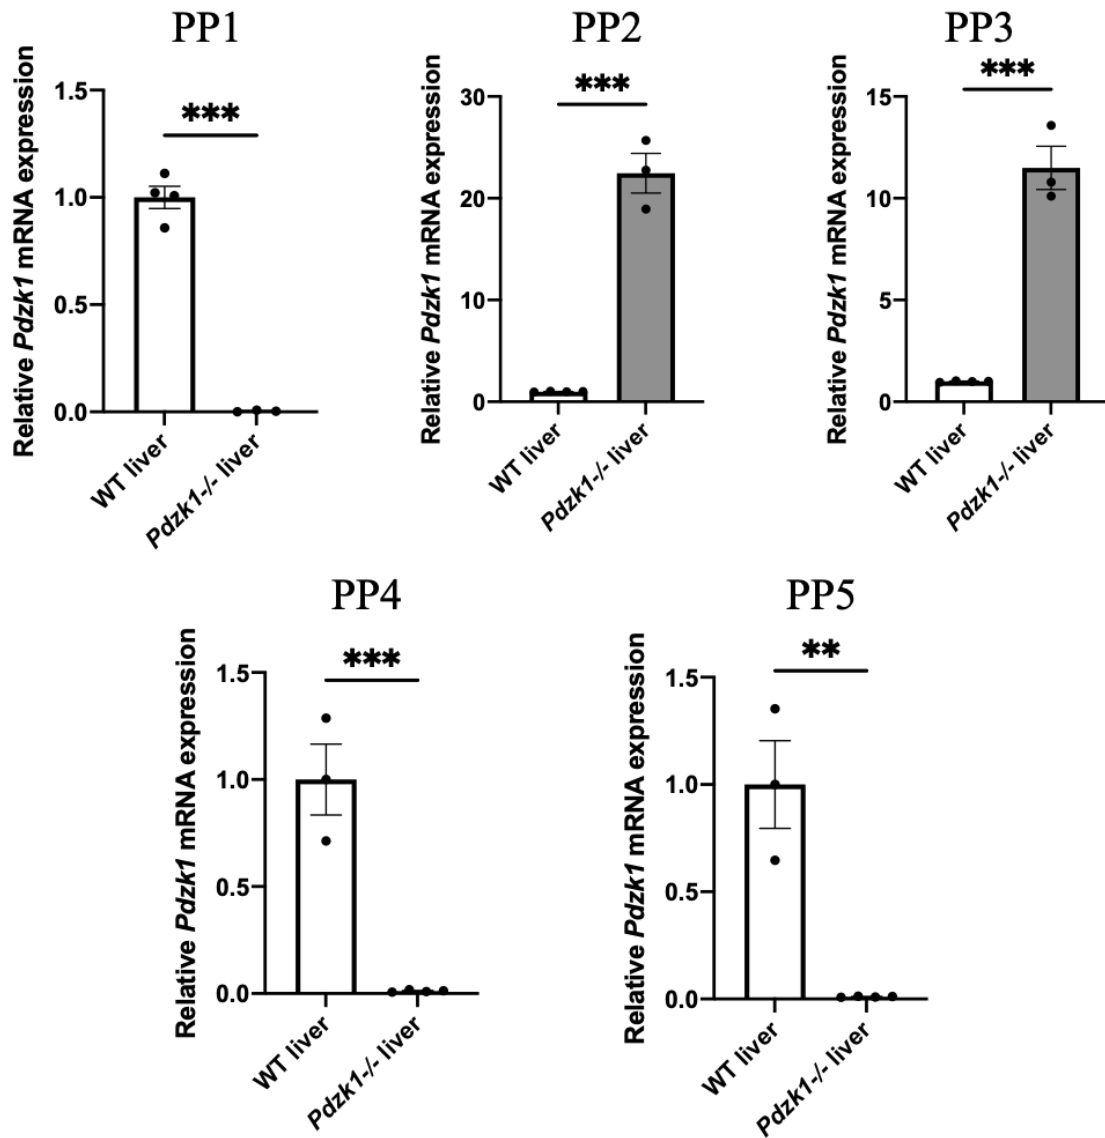 PP1
Relative Pdzk1 mRNA expression
1.5
1.0
0.5
0.0
***
WT liver
Pdzk1-/- liver
PP2
Relative Pdzk1 mRNA expression
30
20
10
0
***
WT liver
Pdzk1-/- liver
PP3
Relative Pdzk1 mRNA expression
15
10
5
0
***
WT liver
Pdzk1-/- liver
PP4
Relative Pdzk1 mRNA expression
1.5
1.0
0.5
0.0
***
WT liver
Pdzk1-/- liver
PP5
Relative Pdzk1 mRNA expression
1.5
1.0
0.5
0.0
**
WT liver
Pdzk1-/- liver